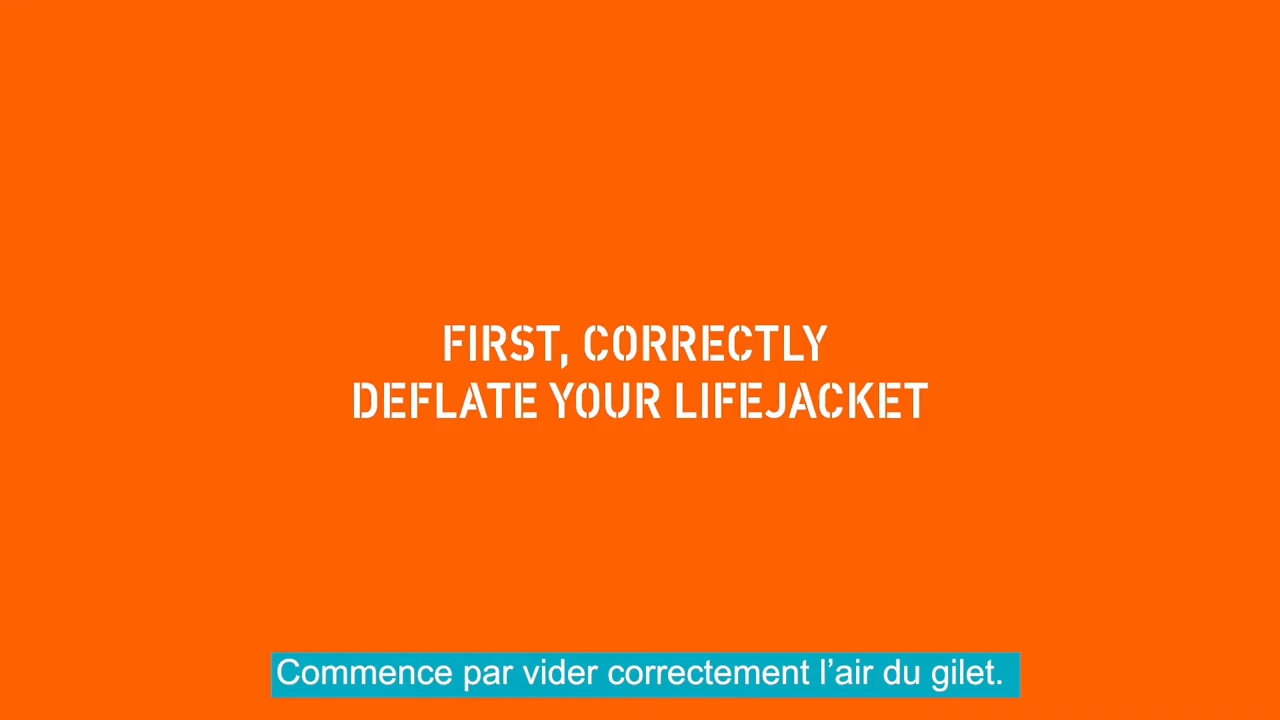 FIRST, CORRECTLY
DEFLATE YOUR LIFEJACKET
Commence par vider correctement l’air du gilet.